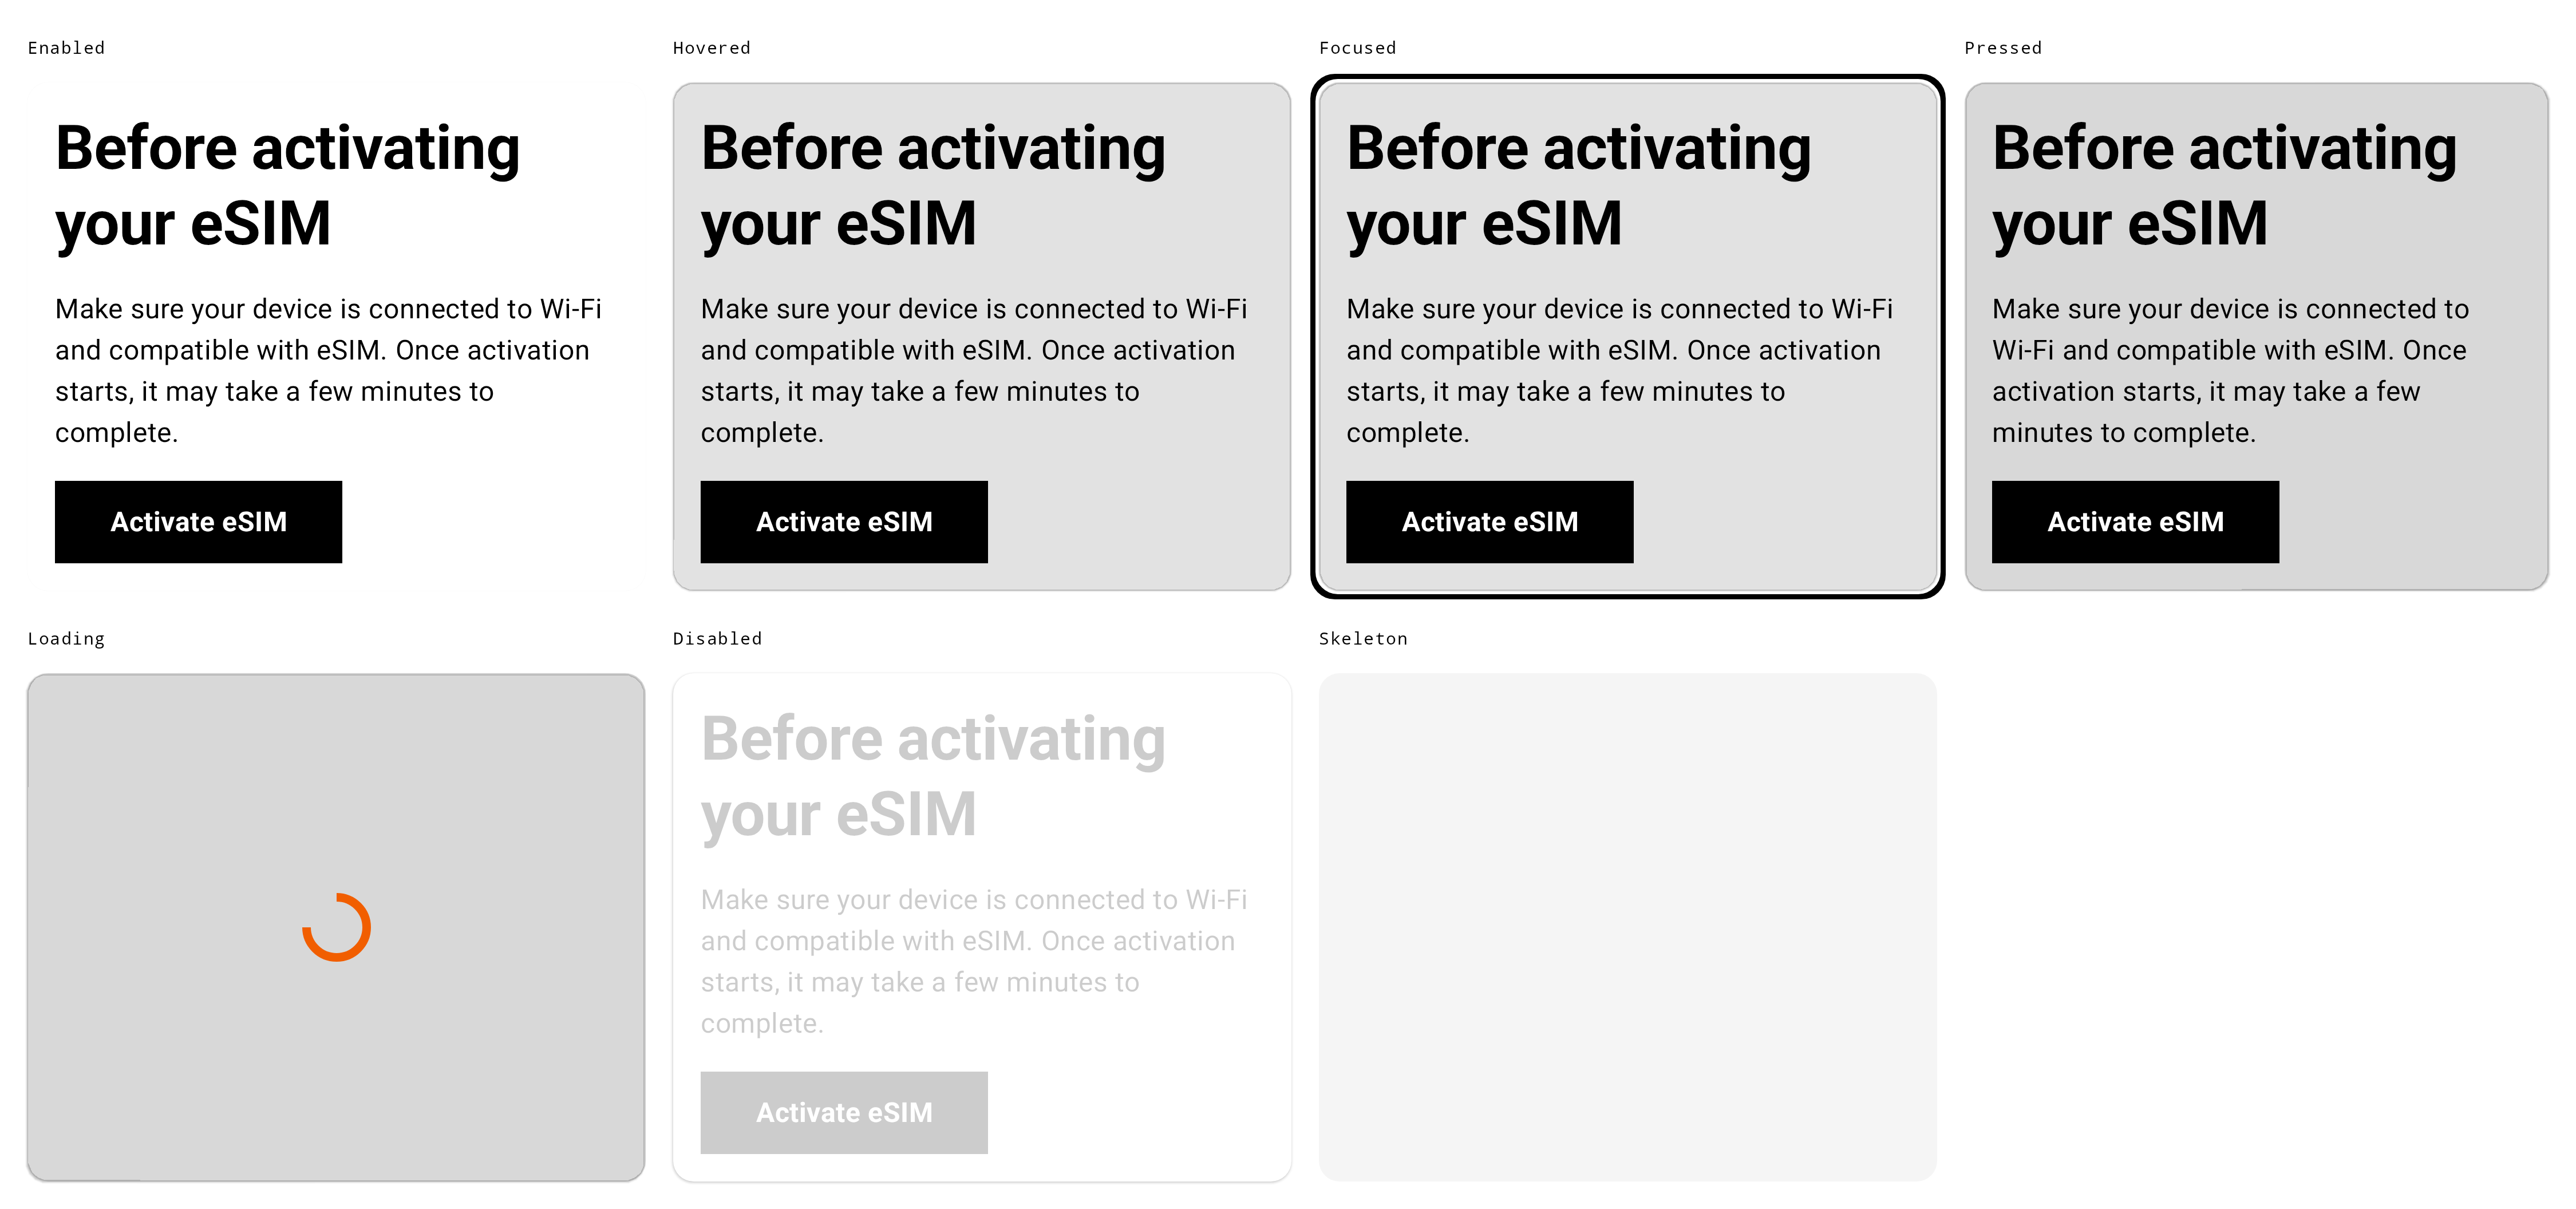 Enabled
Before activating
your eSIM
Make sure your device is connected to Wi-Fi
and compatible with eSIM. Once activation
starts, it may take a few minutes to
complete.
Activate eSIM
Hovered
Before activating
your eSIM
Make sure your device is connected to Wi-Fi
and compatible with eSIM. Once activation
starts, it may take a few minutes to
complete.
Activate eSIM
Focused
Before activating
your eSIM
Make sure your device is connected to Wi-Fi
and compatible with eSIM. Once activation
starts, it may take a few minutes to
complete.
Activate eSIM
Pressed
Before activating
your eSIM
Make sure your device is connected to
Wi-Fi and compatible with eSIM. Once
activation starts, it may take a few
minutes to complete.
Activate eSIM
Loading
Disabled
Before activating
your eSIM
Make sure your device is connected to Wi-Fi
and compatible with eSIM. Once activation
starts, it may take a few minutes to
complete.
Activate eSIM
Skeleton